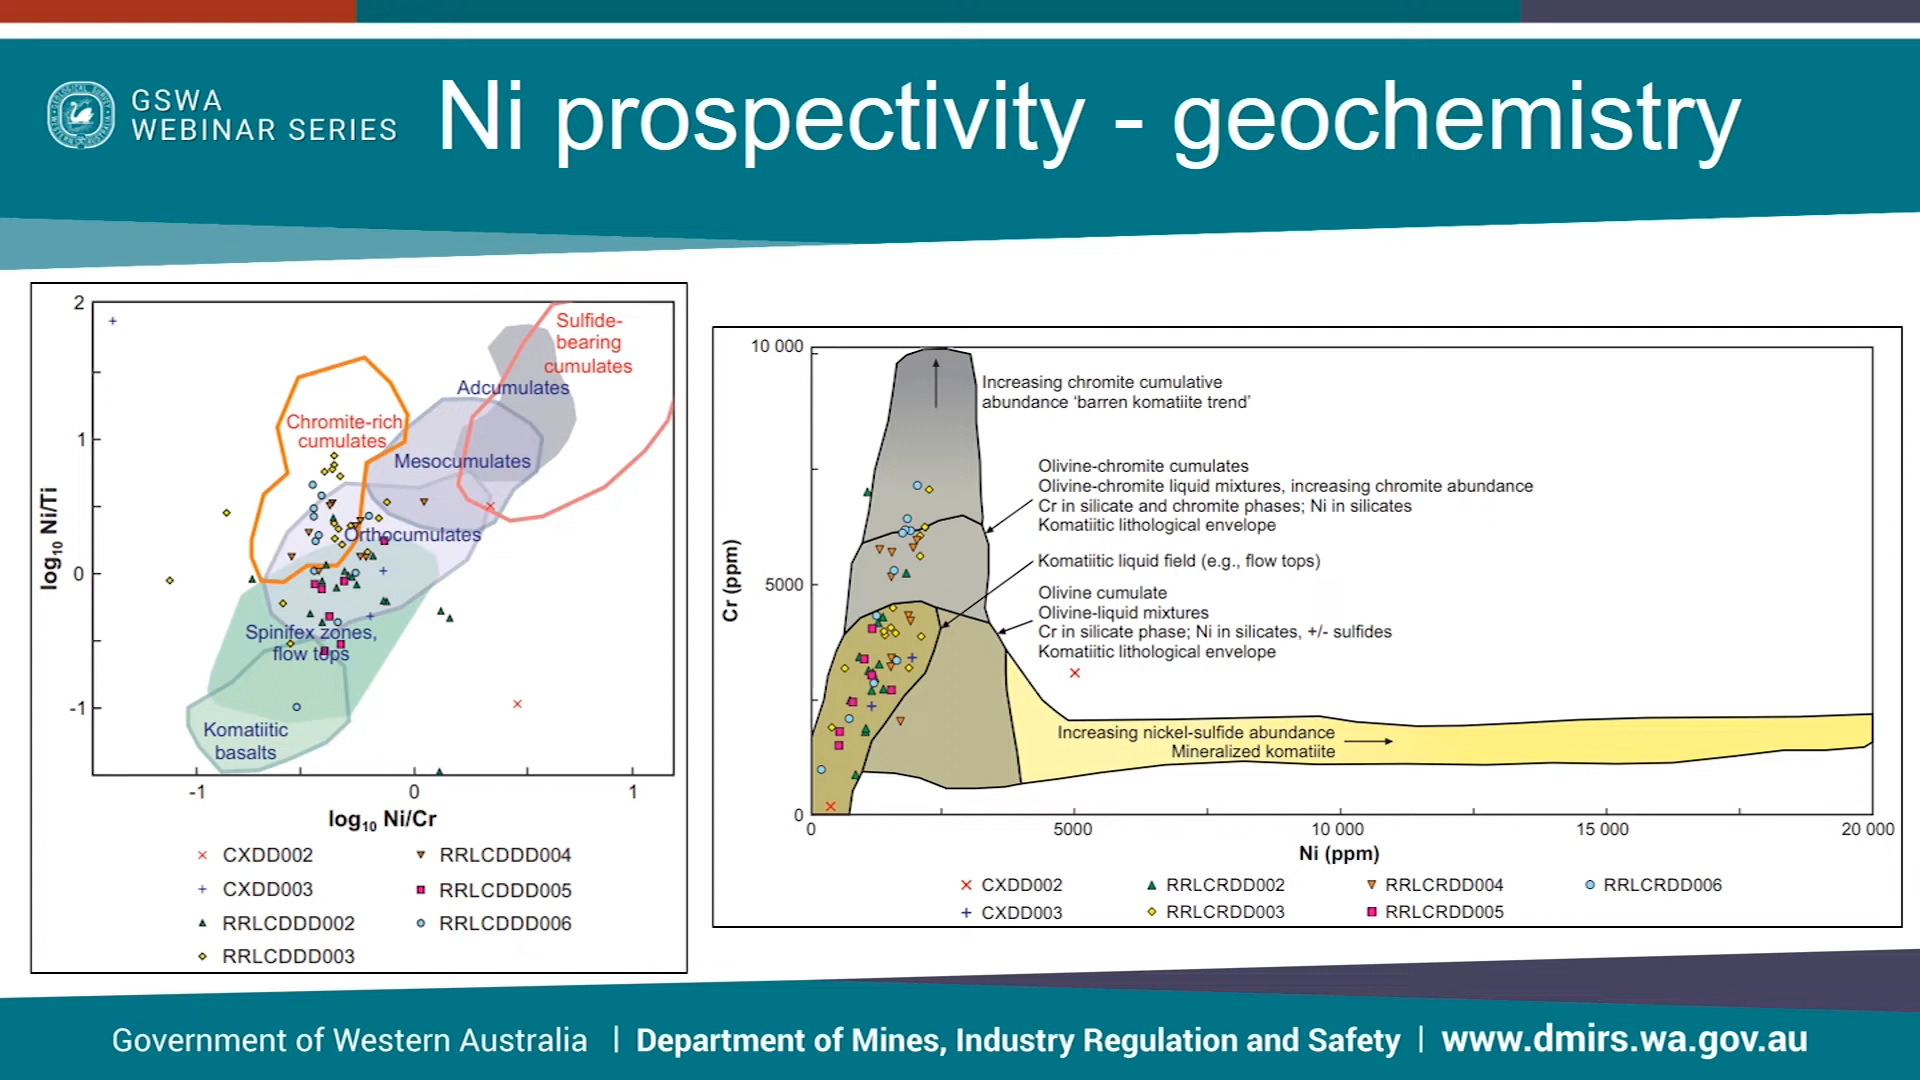 GSWA
WEBINAR SERIES
Ni prospectivity - geochemistry
2
1
0
-1
log10 Ni/Ti
Sulfide-
bearing
cumulates
Adcumulates
Chromite-rich
cumulates
Mesocumulates
Orthocumulates
Spinifex zones,
flow tops
Komatiitic
basalts
-1
0
1
log10 Ni/Cr
CXDD002
RRLCDDD004
CXDD003
RRLCDDD005
RRLCDDD002
RRLCDDD006
RRLCDDD003
10 000
5000
0
Cr (ppm)
Increasing chromite cumulative
abundance ‘barren komatiite trend’
Olivine-chromite cumulates
Olivine-chromite liquid mixtures, increasing chromite abundance
Cr in silicate and chromite phases; Ni in silicates
Komatiitic lithological envelope
Komatiitic liquid field (e.g., flow tops)
Olivine cumulate
Olivine-liquid mixtures
Cr in silicate phase; Ni in silicates, +/- sulfides
Komatiitic lithological envelope
Increasing nickel-sulfide abundance
Mineralized komatiite
0
5000
10 000
15 000
20 000
Ni (ppm)
CXDD002
RRLCRDD002
RRLCRDD004
RRLCRDD006
CXDD003
RRLCRDD003
RRLCRDD005
Government of Western Australia | Department of Mines, Industry Regulation and Safety | www.dmirs.wa.gov.au